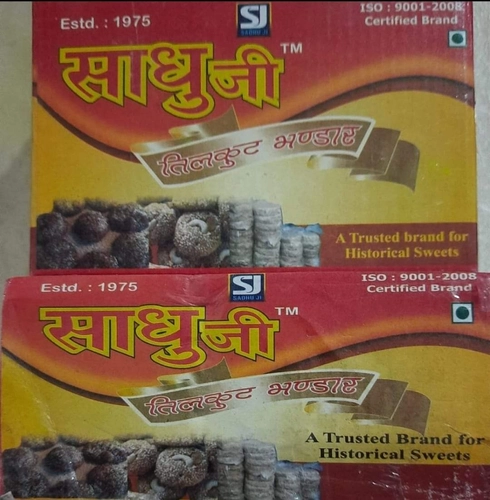 Estd. : 1975
SJ
SADHU JI
ISO : 9001-2008
Certified Brand
साधु जी TM
तिलकुट भण्डार
A Trusted brand for
Historical Sweets
Estd. : 1975
SJ
SADHU JI
ISO : 9001-2008
Certified Brand
साधु जी TM
तिलकुट भण्डार
A Trusted Brand for
Historical Sweets